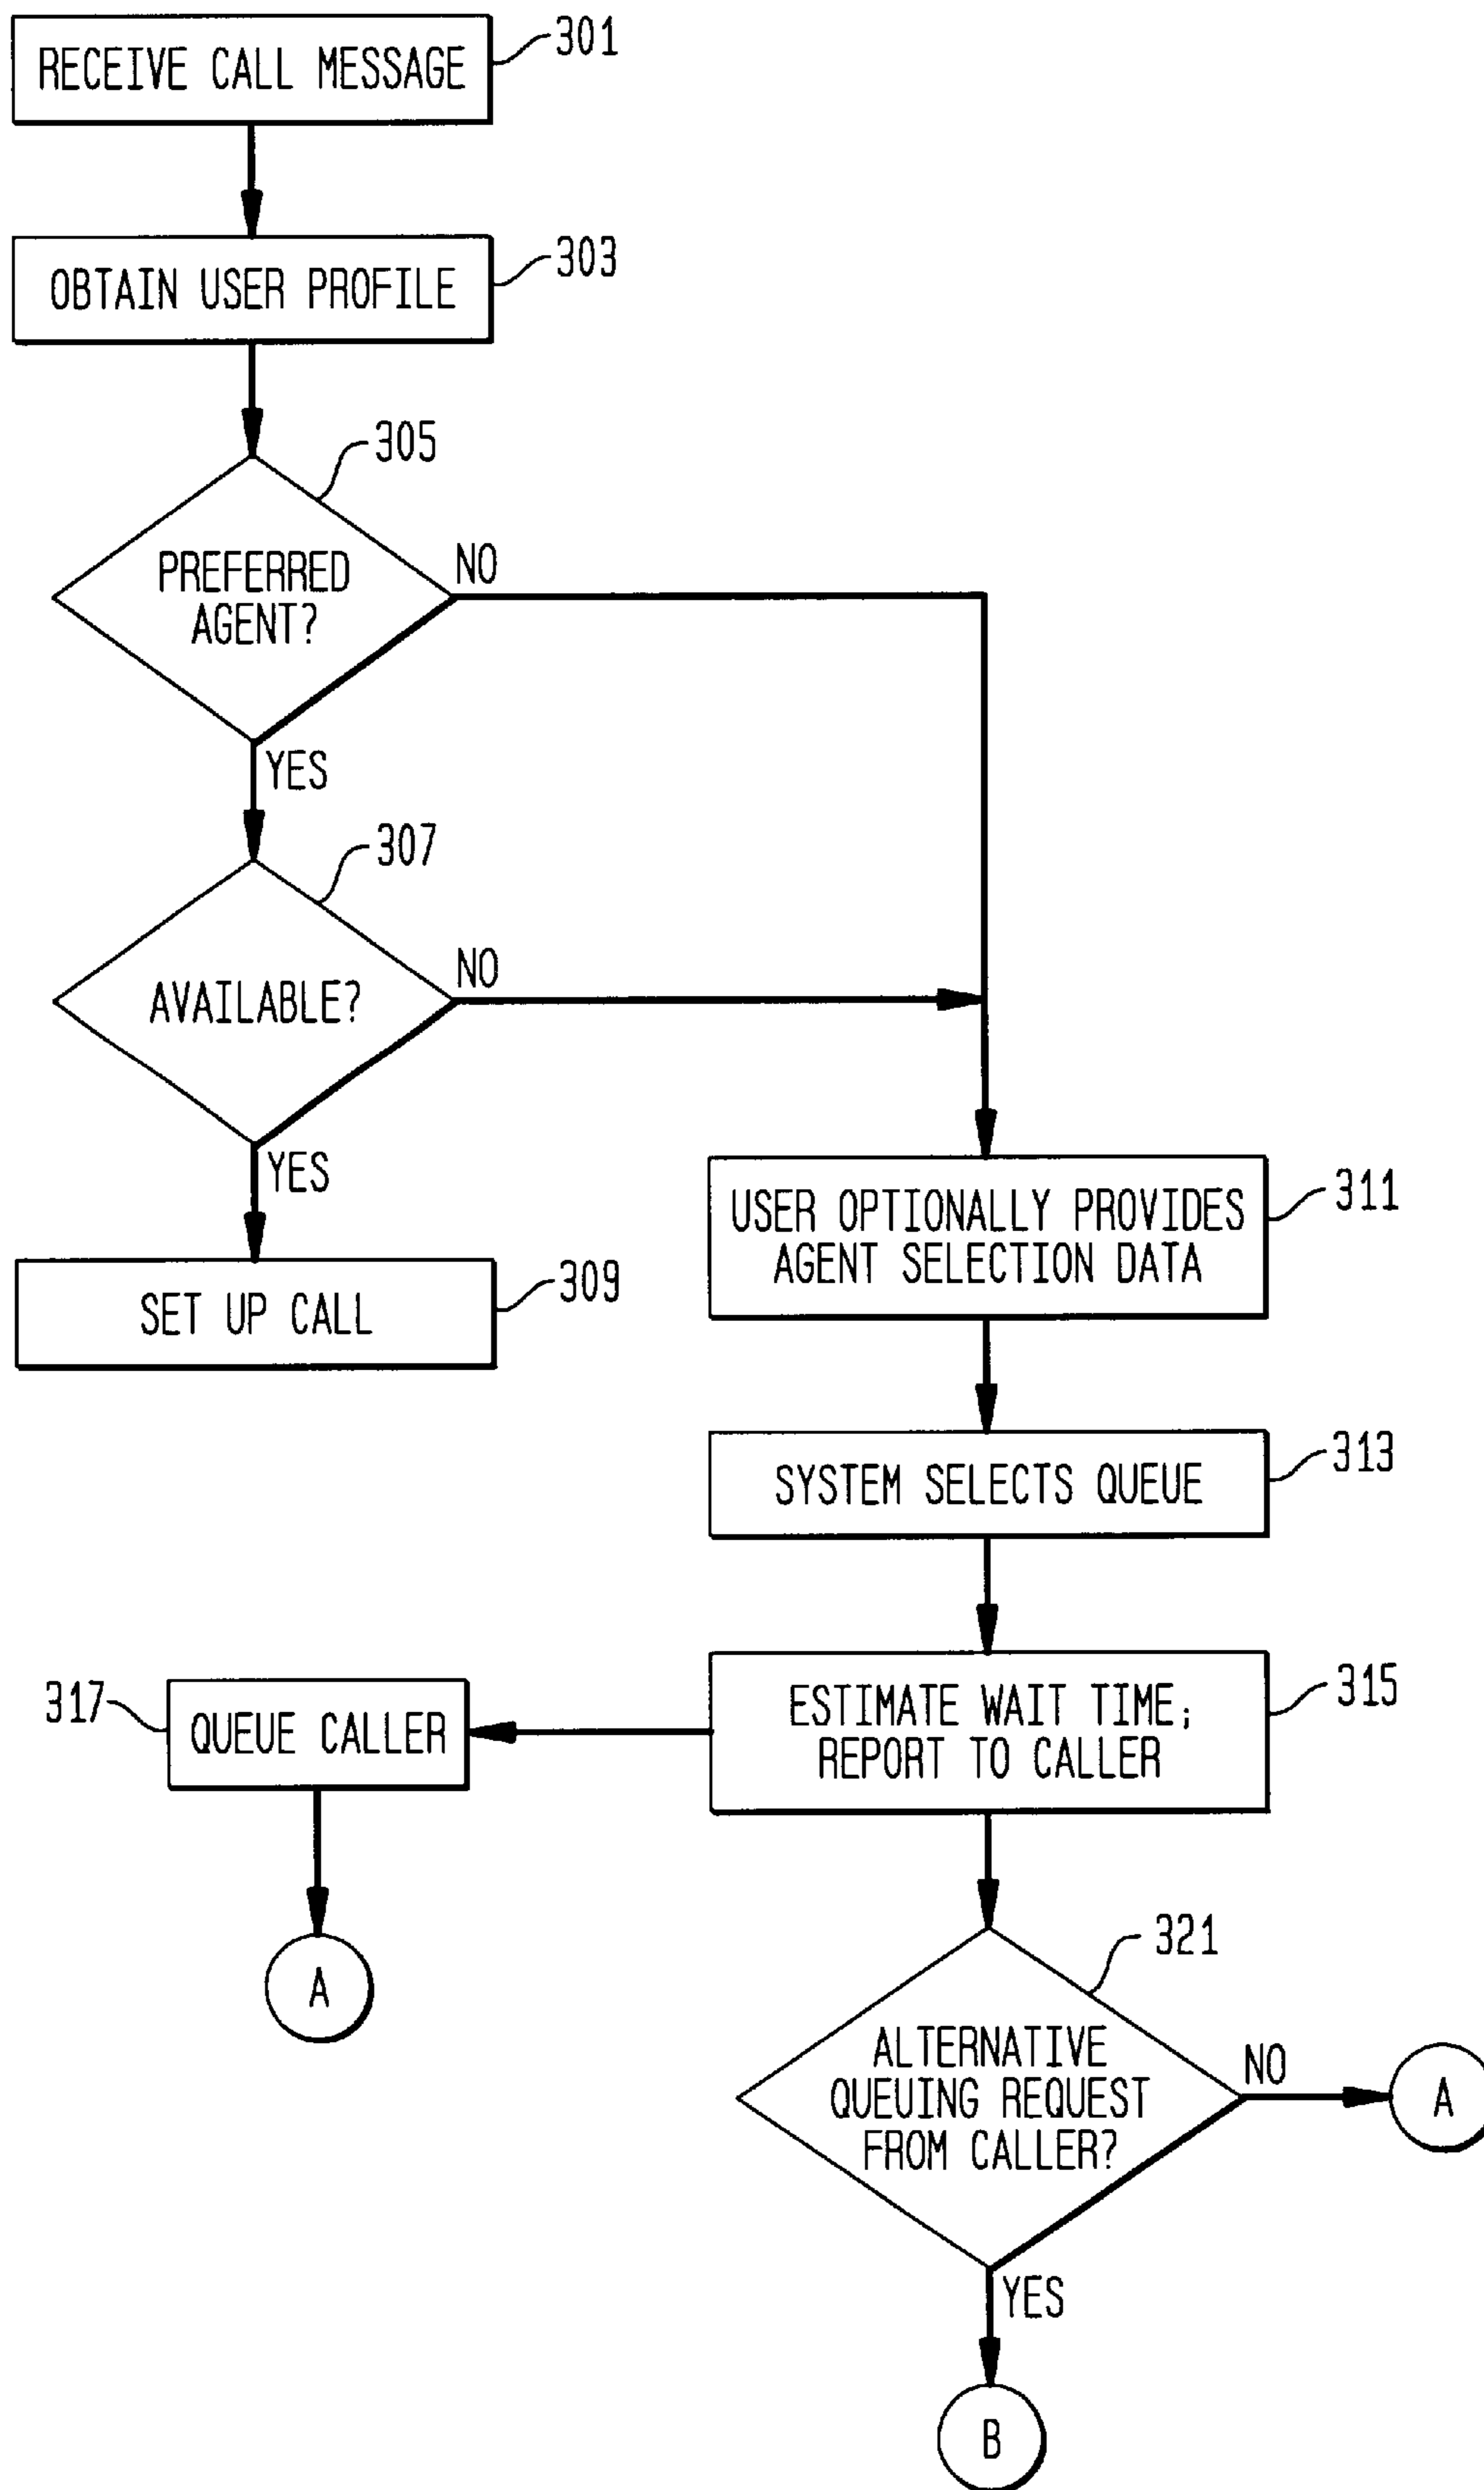 RECEIVE CALL MESSAGE
301
OBTAIN USER PROFILE
303
305
PREFERRED
AGENT?
NO
YES
307
AVAILABLE?
NO
YES
SET UP CALL
309
USER OPTIONALLY PROVIDES
AGENT SELECTION DATA
311
SYSTEM SELECTS QUEUE
313
ESTIMATE WAIT TIME;
REPORT TO CALLER
315
317
QUEUE CALLER
A
321
ALTERNATIVE
QUEUING REQUEST
FROM CALLER?
NO
A
YES
B